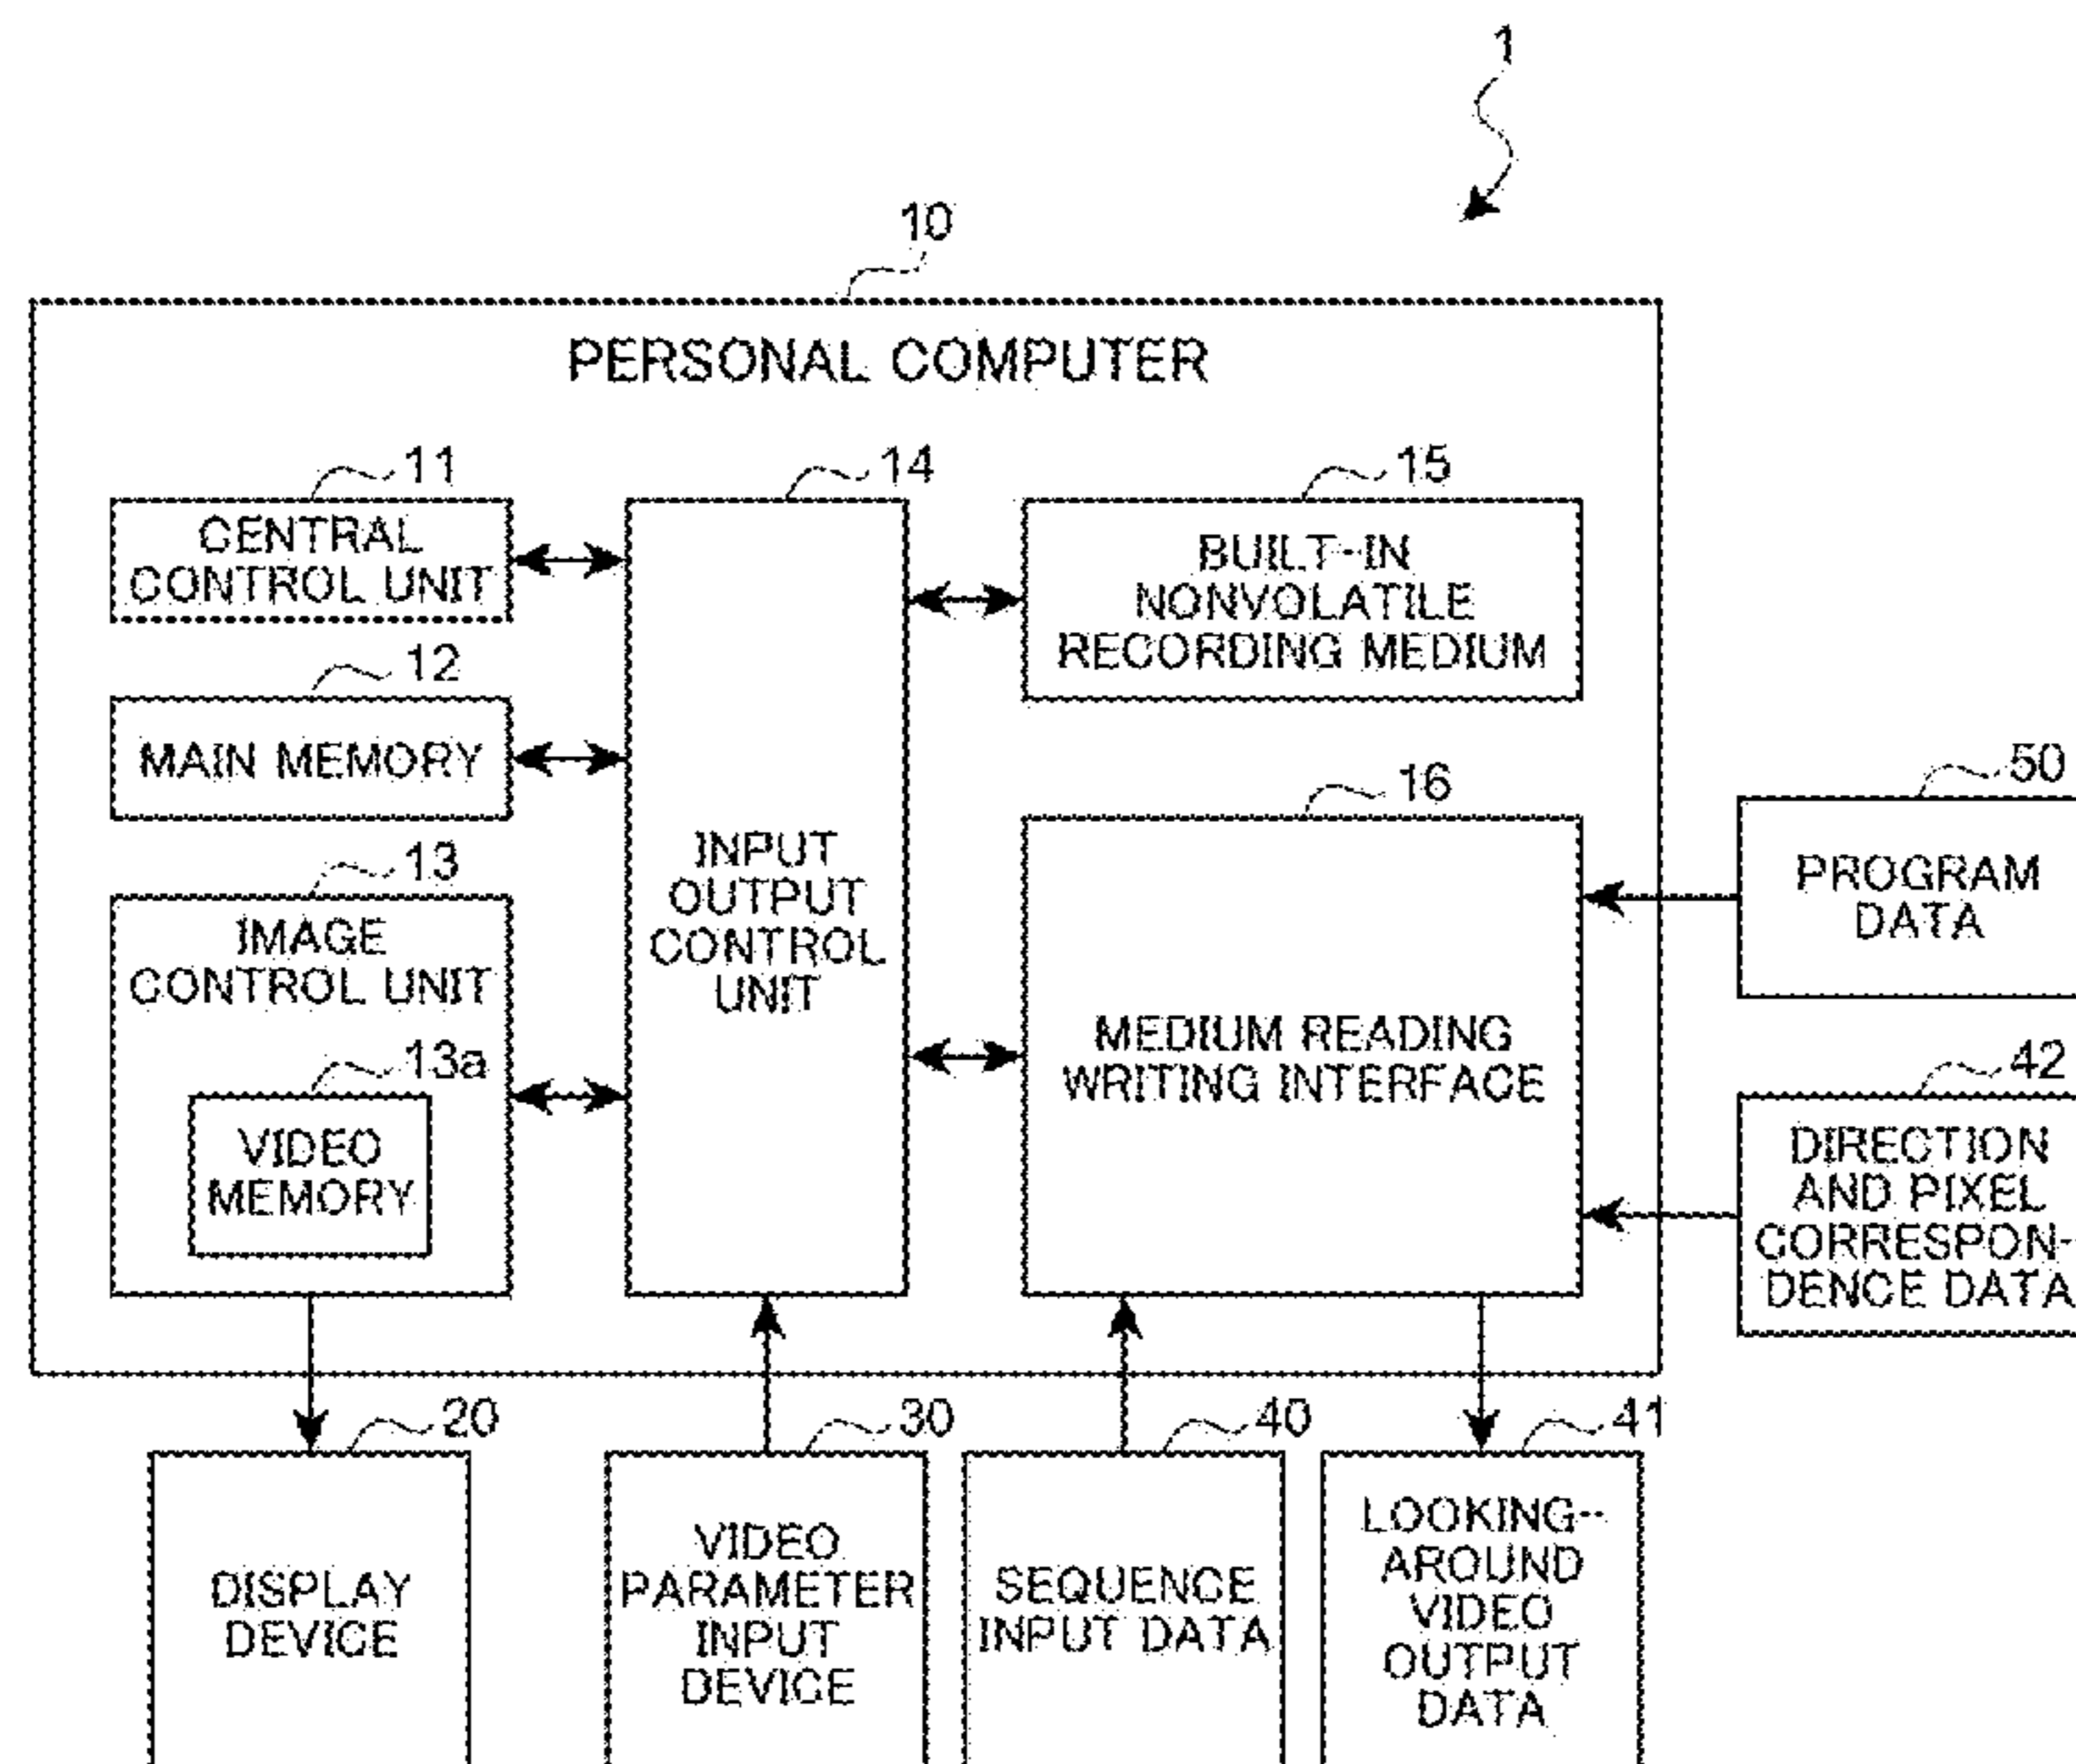 1
10
PERSONAL COMPUTER
11
CENTRAL
CONTROL UNIT
12
MAIN MEMORY
13
IMAGE
CONTROL UNIT
13a
VIDEO
MEMORY
14
INPUT
OUTPUT
CONTROL
UNIT
15
BUILT-IN
NONVOLATILE
RECORDING MEDIUM
16
MEDIUM READING
WRITING INTERFACE
50
PROGRAM
DATA
42
DIRECTION
AND PIXEL
CORRESPON-
DENCE DATA
20
DISPLAY
DEVICE
30
VIDEO
PARAMETER
INPUT
DEVICE
40
SEQUENCE
INPUT DATA
41
LOOKING-
AROUND
VIDEO
OUTPUT
DATA